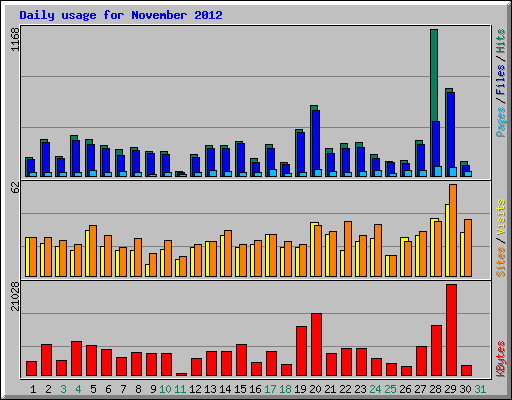 Daily usage for November 2012
1168
Pages / Files / Hits
62
Sites / Visits
21028
KBytes
1 2 3 4 5 6 7 8 9 10 11 12 13 14 15 16 17 18 19 20 21 22 23 24 25 26 27 28 29 30 31